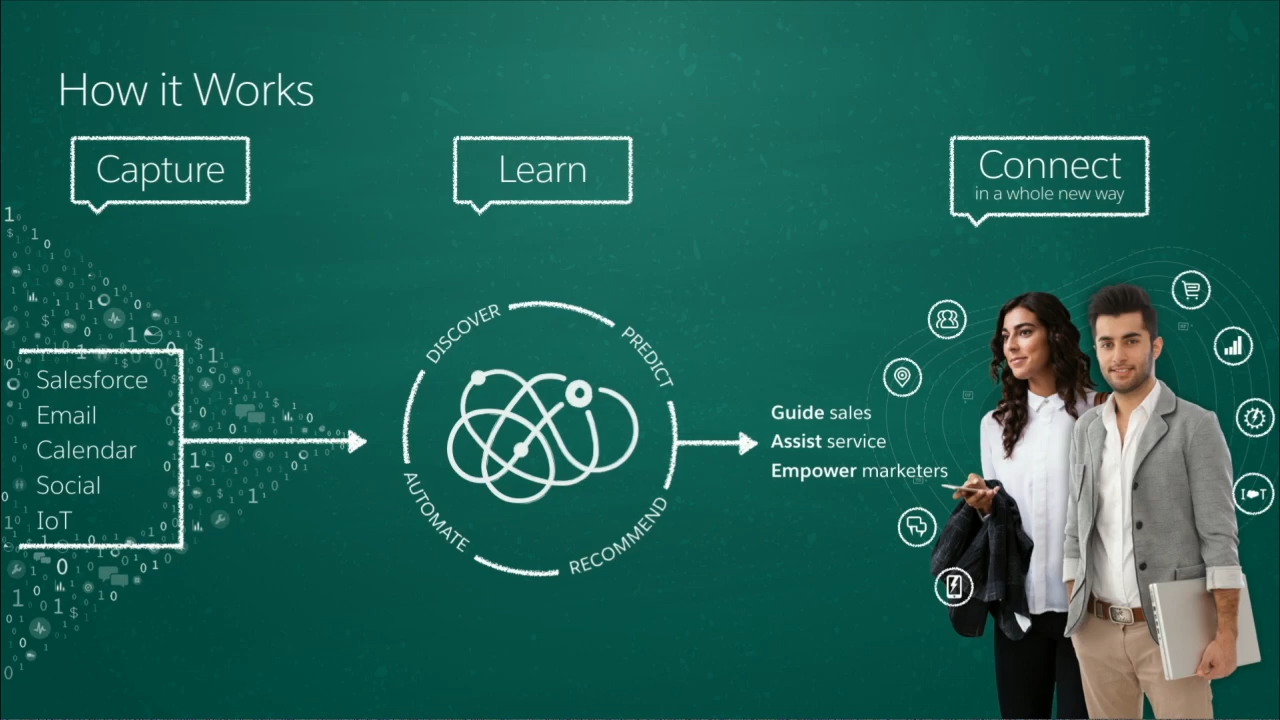 How it Works
Capture
Learn
Connect
in a whole new way
Salesforce
Email
Calendar
Social
IoT
DISCOVER
PREDICT
AUTOMATE
RECOMMEND
Guide sales
Assist service
Empower marketers